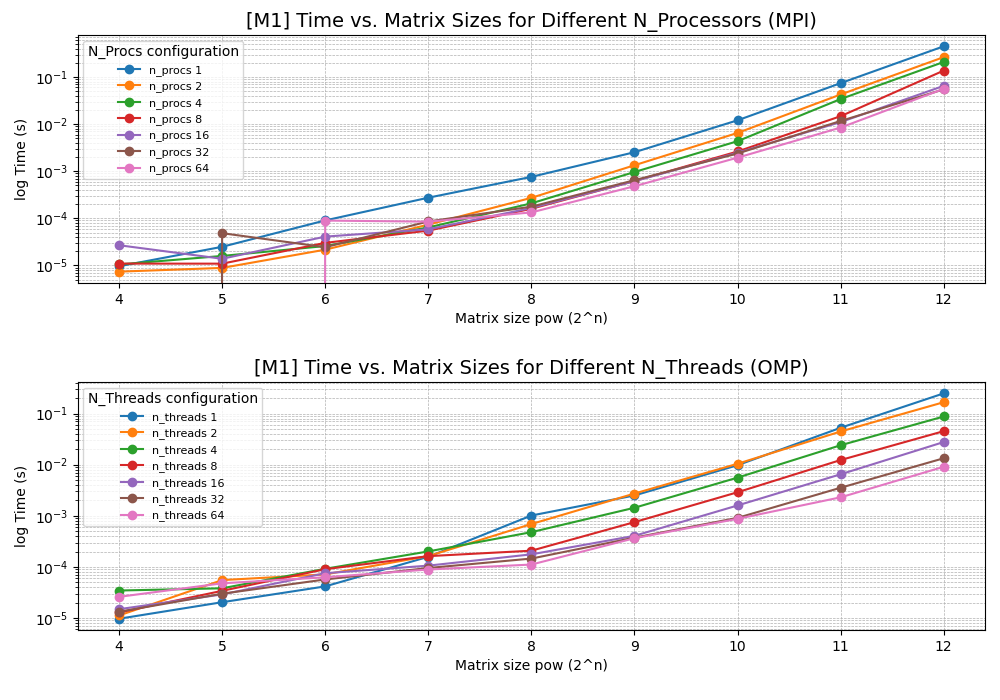 [M1] Time vs. Matrix Sizes for Different N_Processors (MPI)
N_Procs configuration
n_procs 1
n_procs 2
n_procs 4
n_procs 8
n_procs 16
n_procs 32
n_procs 64
log Time (s)
10^-1
10^-2
10^-3
10^-4
10^-5
4 5 6 7 8 9 10 11 12
Matrix size pow (2^n)
[M1] Time vs. Matrix Sizes for Different N_Threads (OMP)
N_Threads configuration
n_threads 1
n_threads 2
n_threads 4
n_threads 8
n_threads 16
n_threads 32
n_threads 64
log Time (s)
10^-1
10^-2
10^-3
10^-4
10^-5
4 5 6 7 8 9 10 11 12
Matrix size pow (2^n)